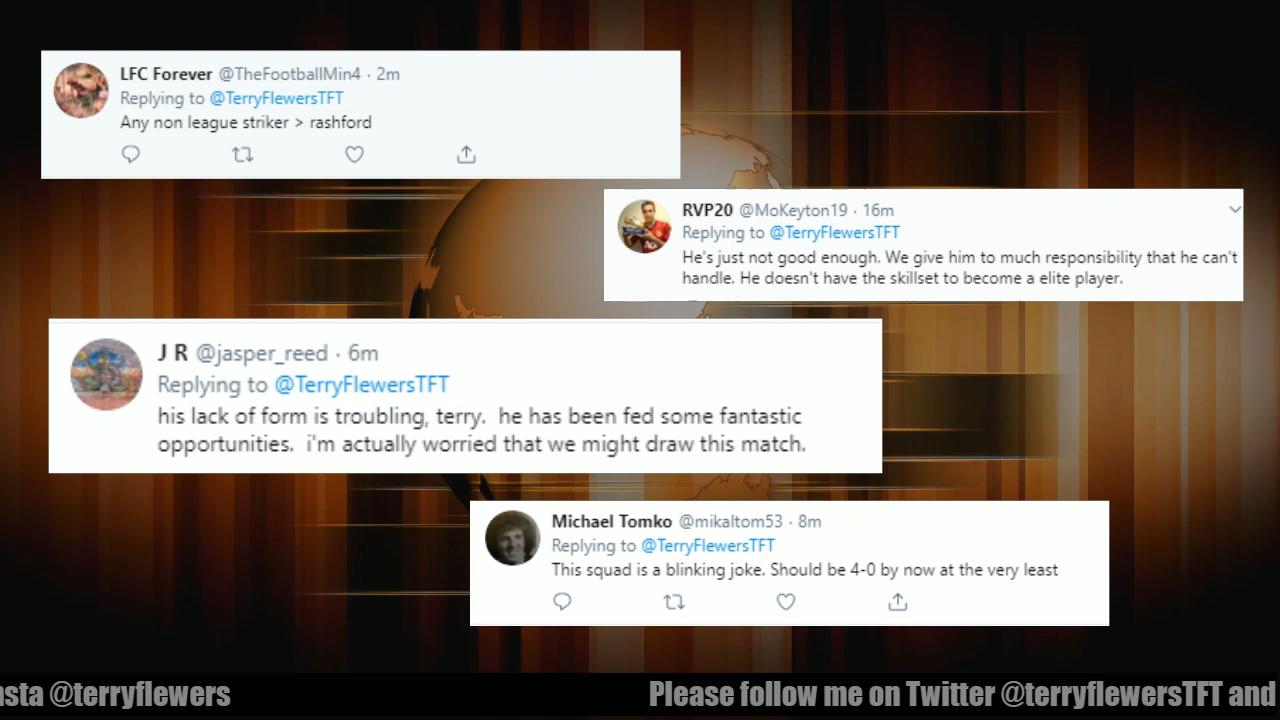 LFC Forever @TheFootballMin4 · 2m
Replying to @TerryFlewersTFT
Any non league striker > rashford
RVP20 @MoKeyton19 · 16m
Replying to @TerryFlewersTFT
He's just not good enough. We give him to much responsibility that he can't
handle. He doesn't have the skillset to become a elite player.
J R @jasper_reed · 6m
Replying to @TerryFlewersTFT
his lack of form is troubling, terry.  he has been fed some fantastic
opportunities.  i'm actually worried that we might draw this match.
Michael Tomko @mikaltom53 · 8m
Replying to @TerryFlewersTFT
This squad is a blinking joke. Should be 4-0 by now at the very least
nsta @terryflewers
Please follow me on Twitter @terryflewersTFT and